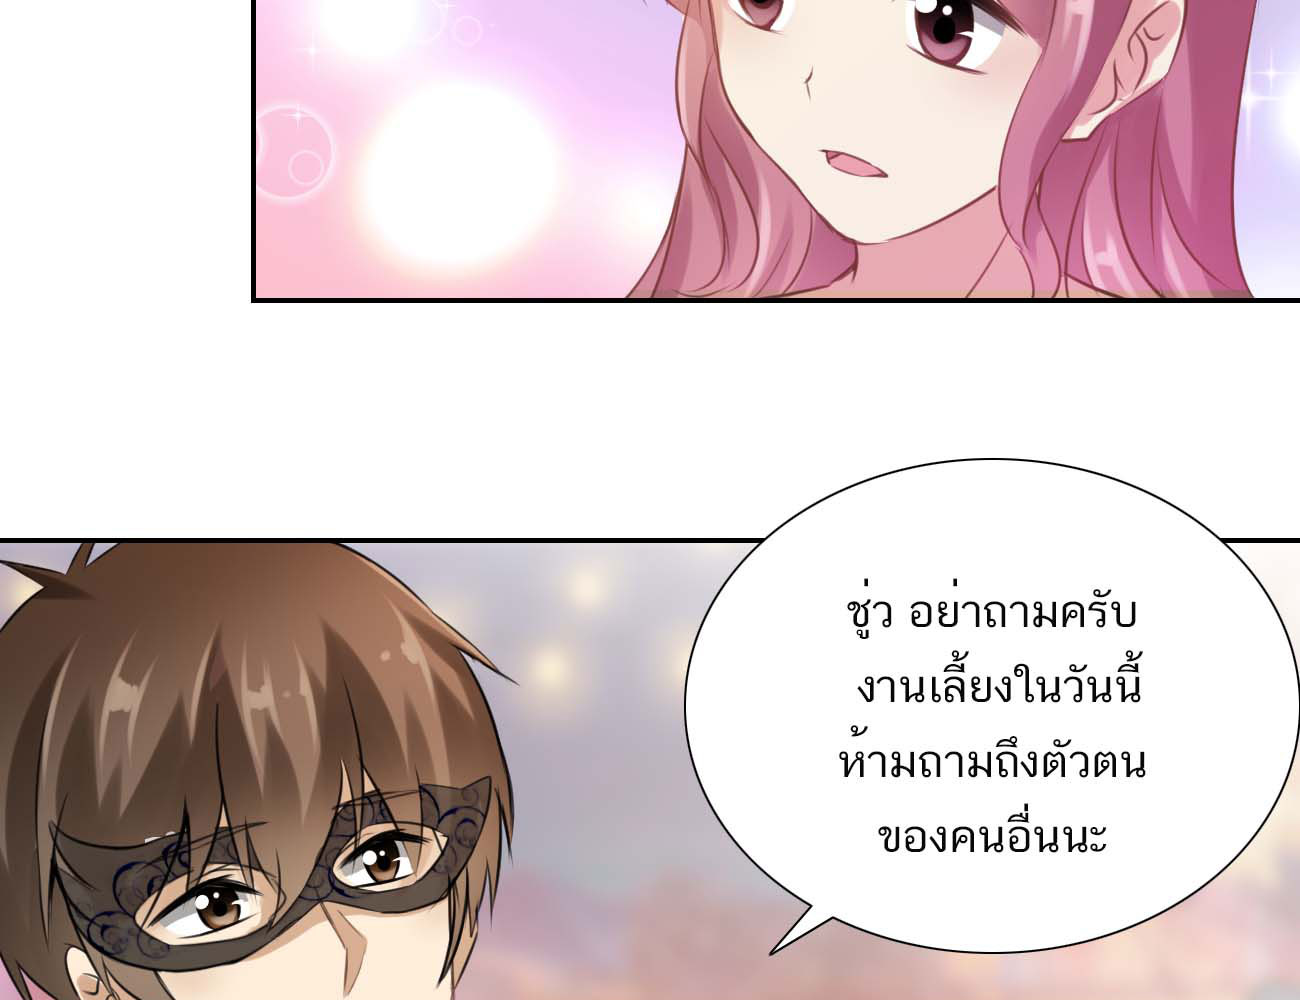 ชู่ว อย่าถามครับ
งานเลี้ยงในวันนี้
ห้ามถามถึงตัวตน
ของคนอื่นนะ